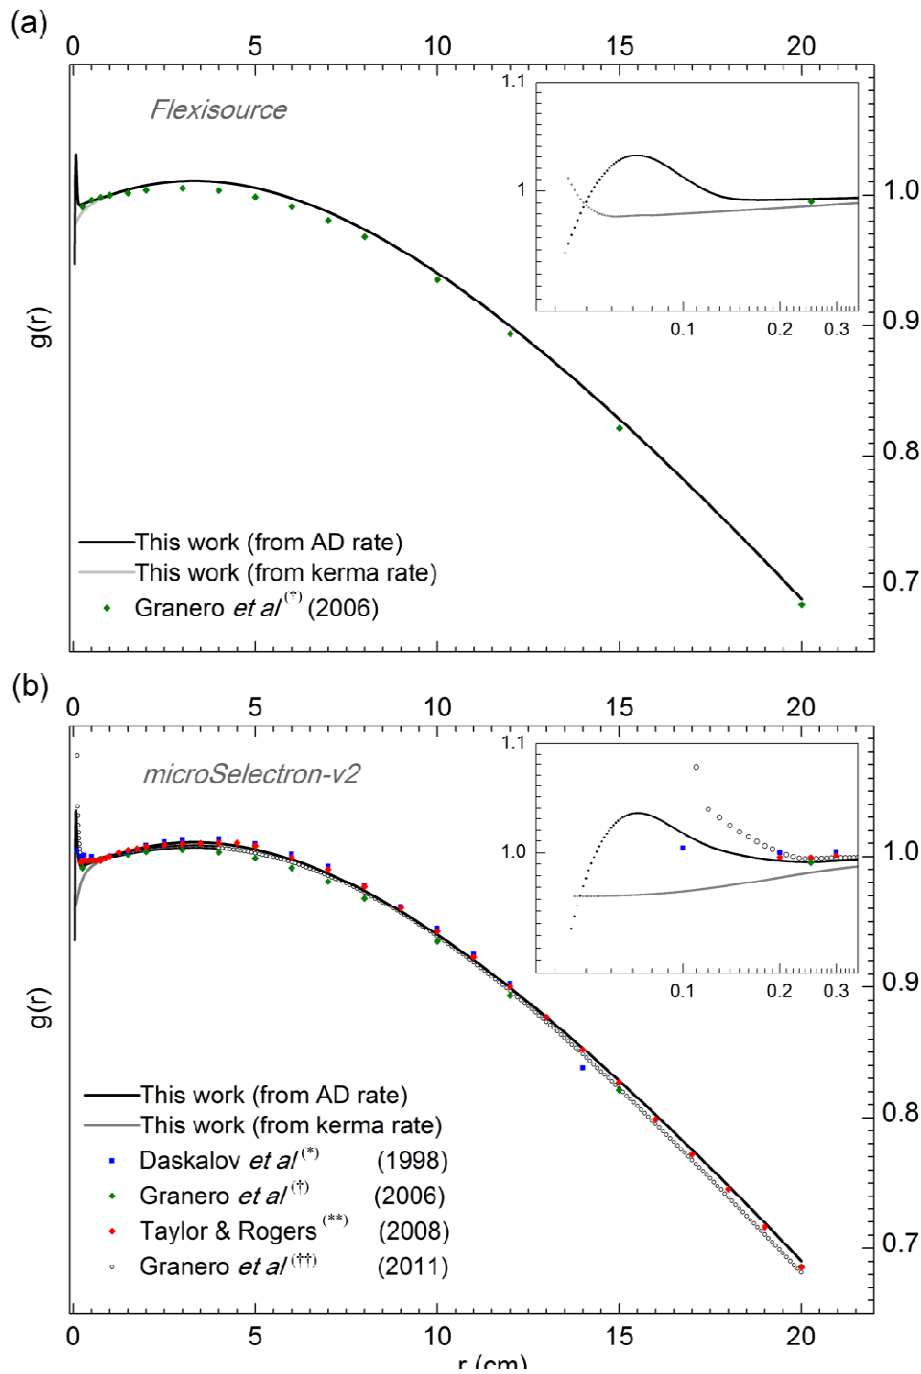 (a)
0 5 10 15 20
Flexisource
1.1
1
0.1 0.2 0.3
1.0
0.9
0.8
0.7
g(r)
This work (from AD rate)
This work (from kerma rate)
Granero et al (†) (2006)
0 5 10 15 20
(b)
microSelectron-v2
1.1
1.0
0.1 0.2 0.3
1.0
0.9
0.8
0.7
g(r)
This work (from AD rate)
This work (from kerma rate)
Daskalov et al (*) (1998)
Granero et al (†) (2006)
Taylor & Rogers (**) (2008)
Granero et al (††) (2011)
0 5 10 15 20
r (cm)